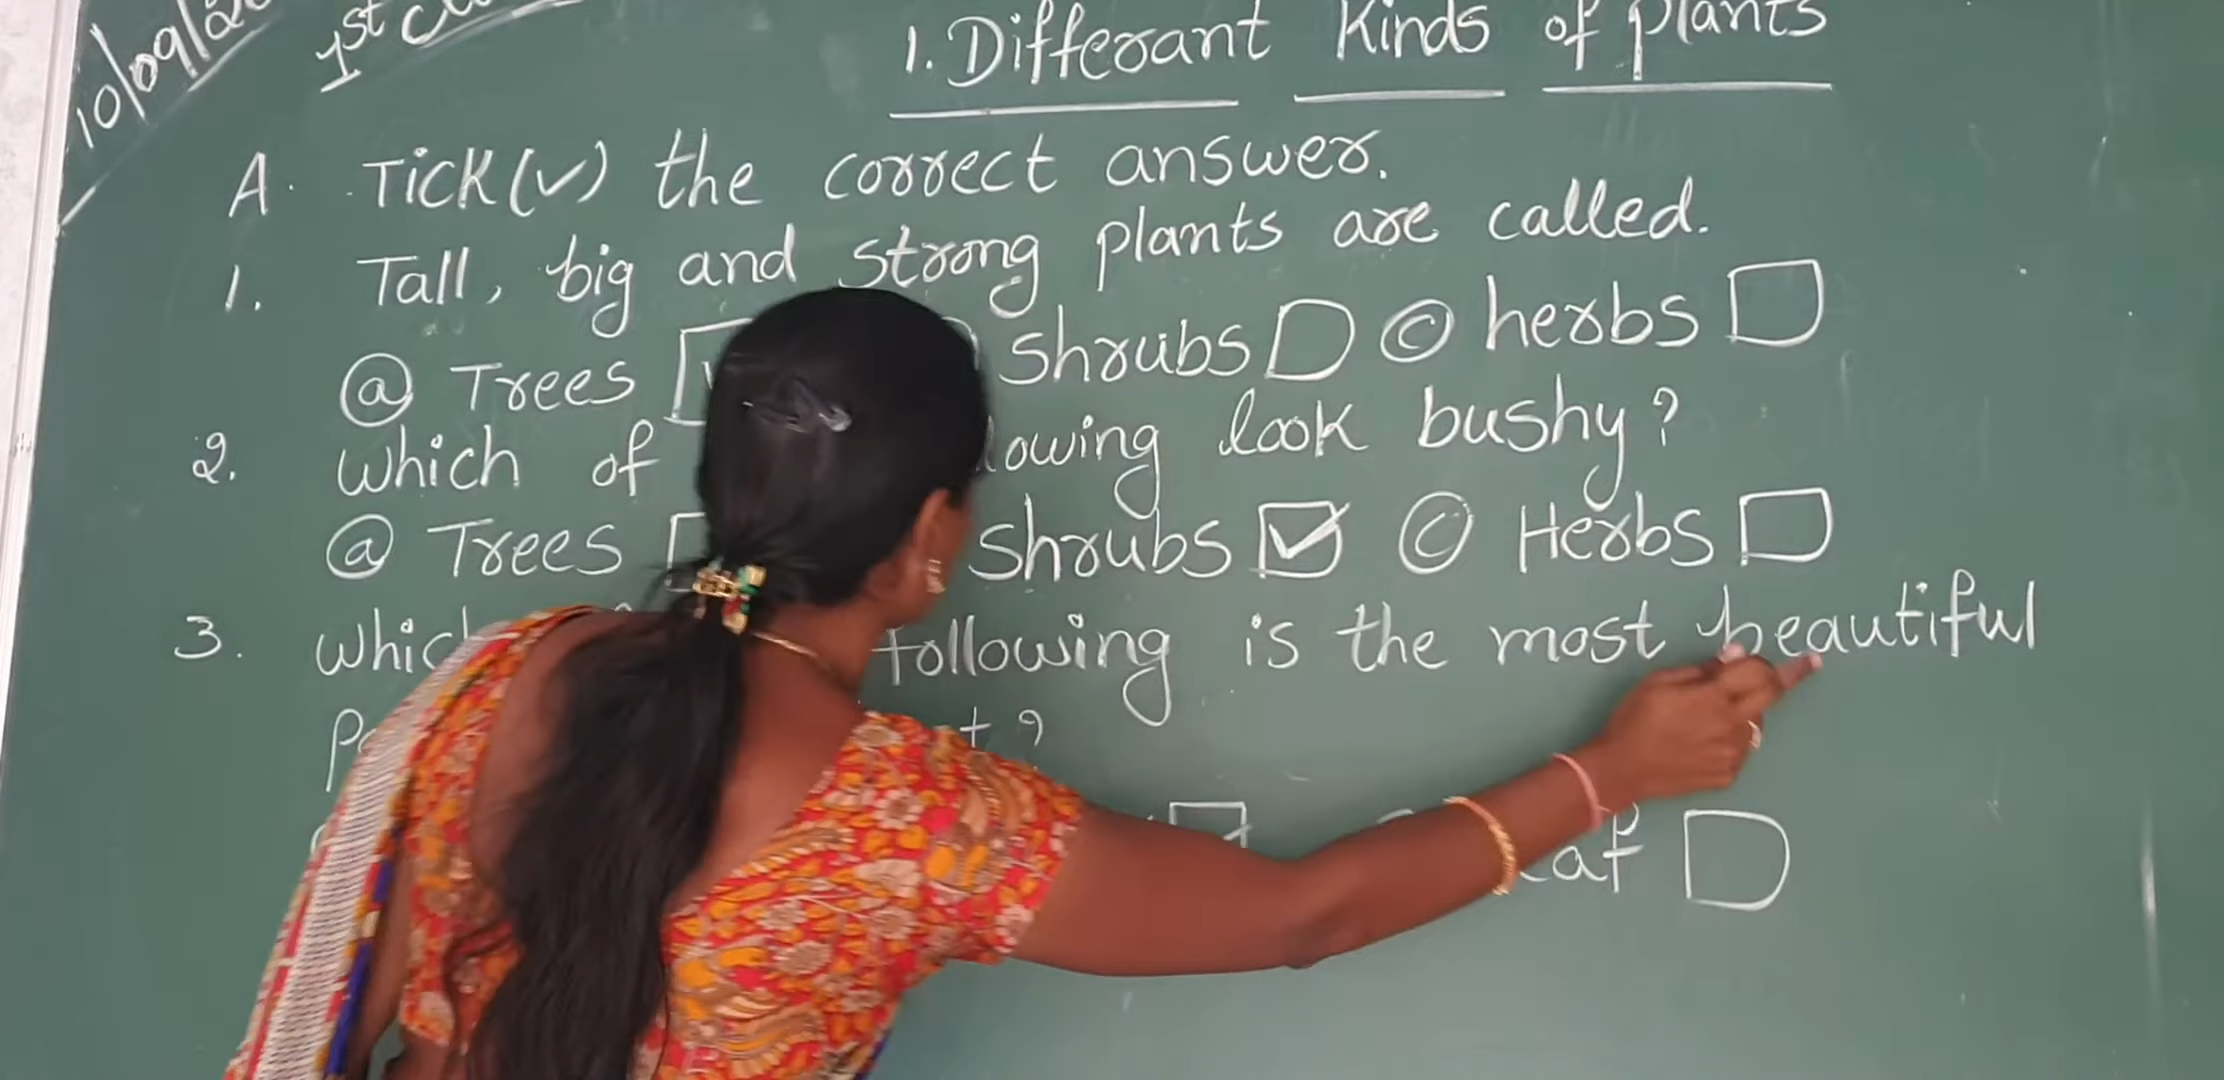 10/09/20
1st
1. Differant Kinds of plants
A. Tick (✓) the correct answer.
1. Tall, big and strong plants are called.
ⓐ Trees Shrubs ☐ ⓒ herbs ☐
2. Which of look bushy?
ⓐ Trees Shrubs ☑ ⓒ Herbs ☐
3. following is the most beautiful
☐